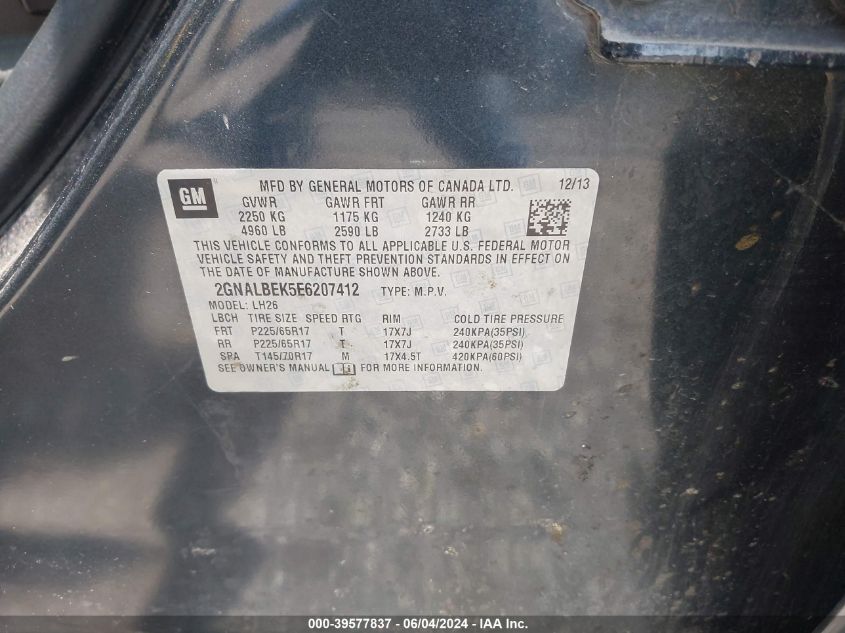 GM
MFD BY GENERAL MOTORS OF CANADA LTD. 12/13
GVWR GAWR FRT GAWR RR
2250 KG 1175 KG 1240 KG
4960 LB 2590 LB 2733 LB
THIS VEHICLE CONFORMS TO ALL APPLICABLE U.S. FEDERAL MOTOR
VEHICLE SAFETY AND THEFT PREVENTION STANDARDS IN EFFECT ON
THE DATE OF MANUFACTURE SHOWN ABOVE.
2GNALBEK5E6207412 TYPE: M.P.V.
MODEL: LH26
LBCH TIRE SIZE SPEED RTG RIM COLD TIRE PRESSURE
FRT P225/65R17 T 17X7J 240KPA(35PSI)
RR P225/65R17 T 17X7J 240KPA(35PSI)
SPA T145/70R17 M 17X4.5T 420KPA(60PSI)
SEE OWNER'S MANUAL FOR MORE INFORMATION.
000-39577837 - 06/04/2024 - IAA Inc.